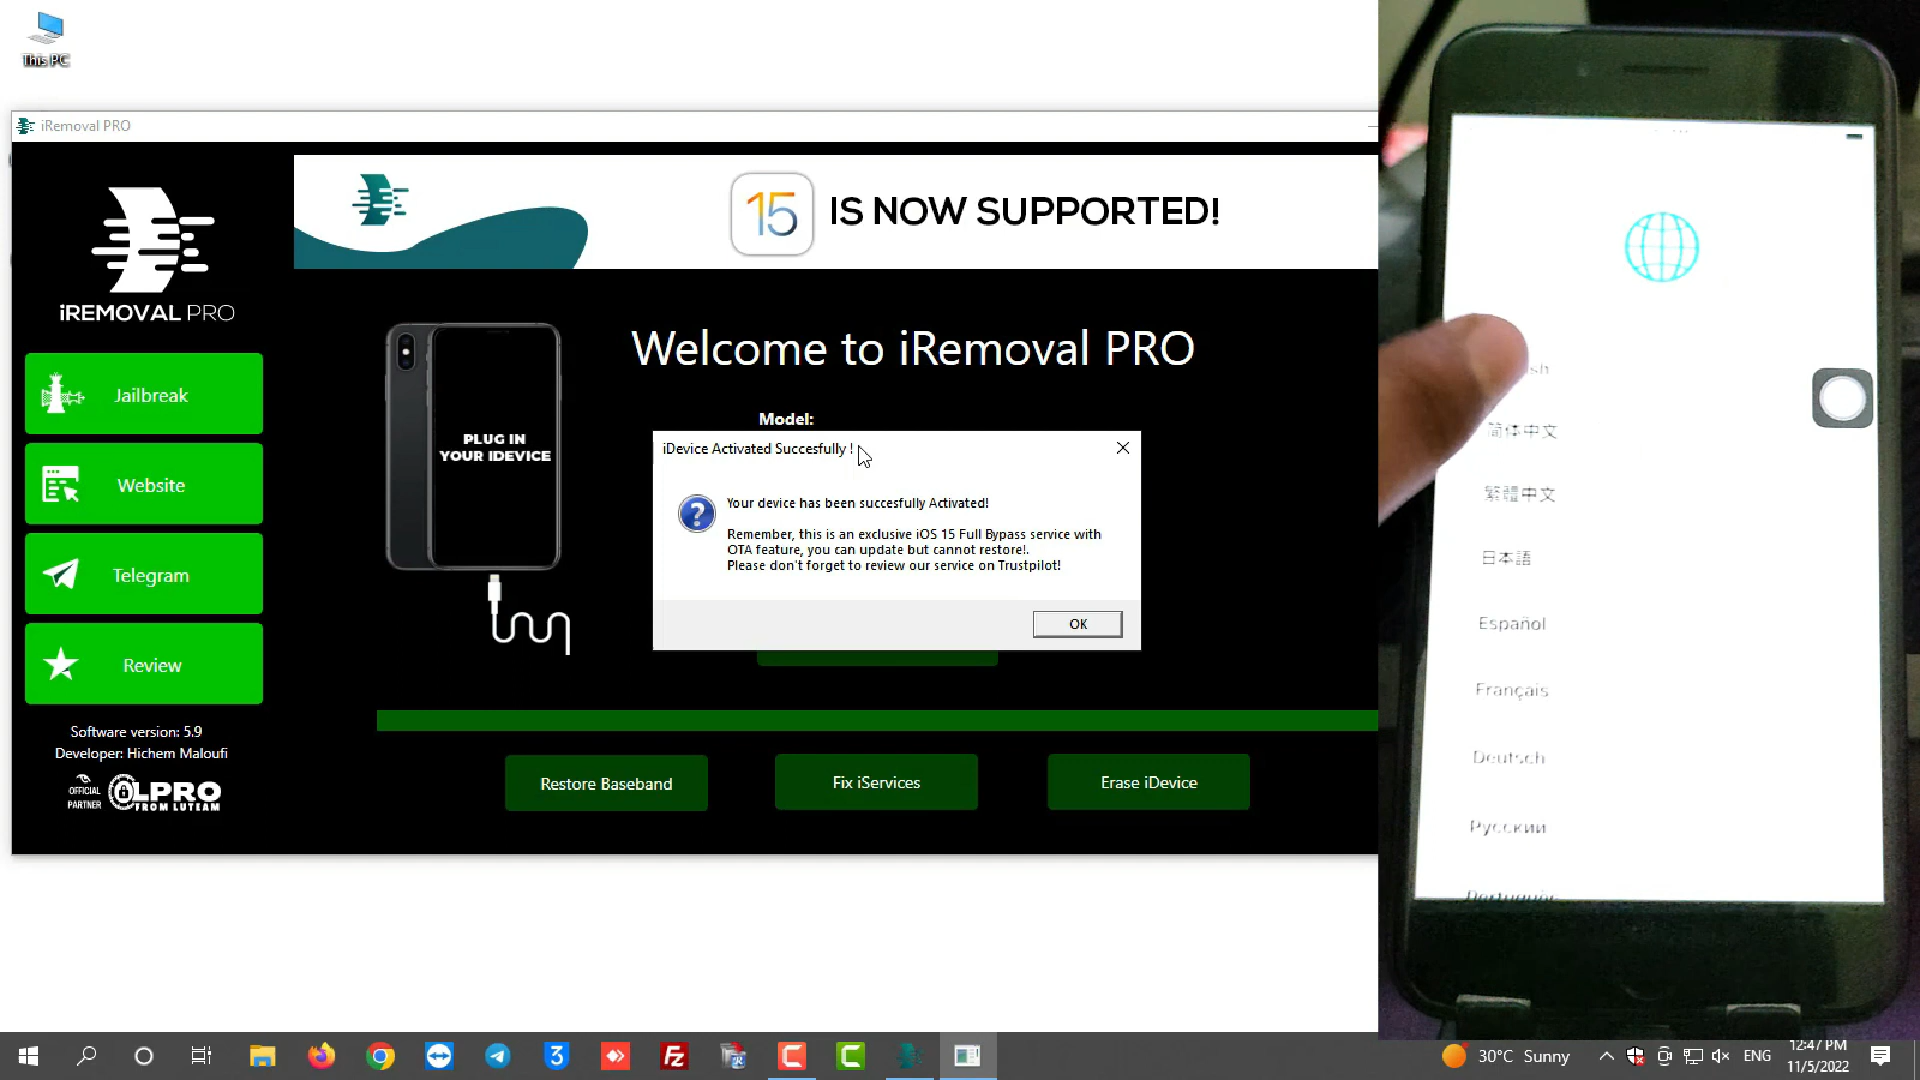 This PC
iRemoval PRO
15 IS NOW SUPPORTED!
iREMOVAL PRO
Welcome to iRemoval PRO
Model:
PLUG IN
YOUR IDEVICE
Jailbreak
Website
Telegram
Review
Software version: 5.9
Developer: Hichem Maloufi
OFFICIAL
PARTNER
LPRO
FROM LUTIAM
iDevice Activated Succesfully !
Your device has been succesfully Activated!
Remember, this is an exclusive iOS 15 Full Bypass service with
OTA feature, you can update but cannot restore!.
Please don't forget to review our service on Trustpilot!
OK
Restore Baseband
Fix iServices
Erase iDevice
简体中文
繁體中文
日本語
Español
Français
Deutsch
Русский
Português
30°C Sunny
ENG
12:47 PM
11/5/2022